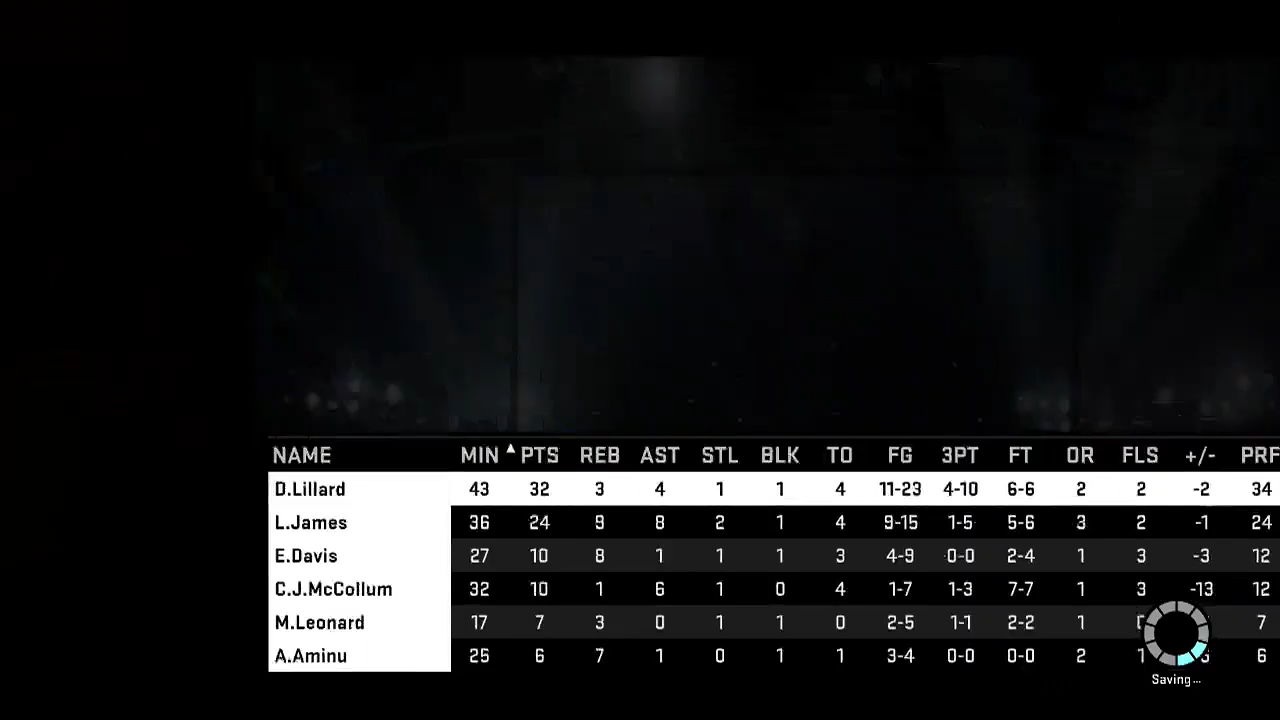 NAME MIN PTS REB AST STL BLK TO FG 3PT FT OR FLS +/- PRF
D.Lillard 43 32 3 4 1 1 4 11-23 4-10 6-6 2 2 -2 34
L.James 36 24 9 8 2 1 4 9-15 1-5 5-6 3 2 -1 24
E.Davis 27 10 8 1 1 1 3 4-9 0-0 2-4 1 3 -3 12
C.J.McCollum 32 10 1 6 1 0 4 1-7 1-3 7-7 1 3 -13 12
M.Leonard 17 7 3 0 1 1 0 2-5 1-1 2-2 1 7
A.Aminu 25 6 7 1 0 1 1 3-4 0-0 0-0 2 1 6
Saving...